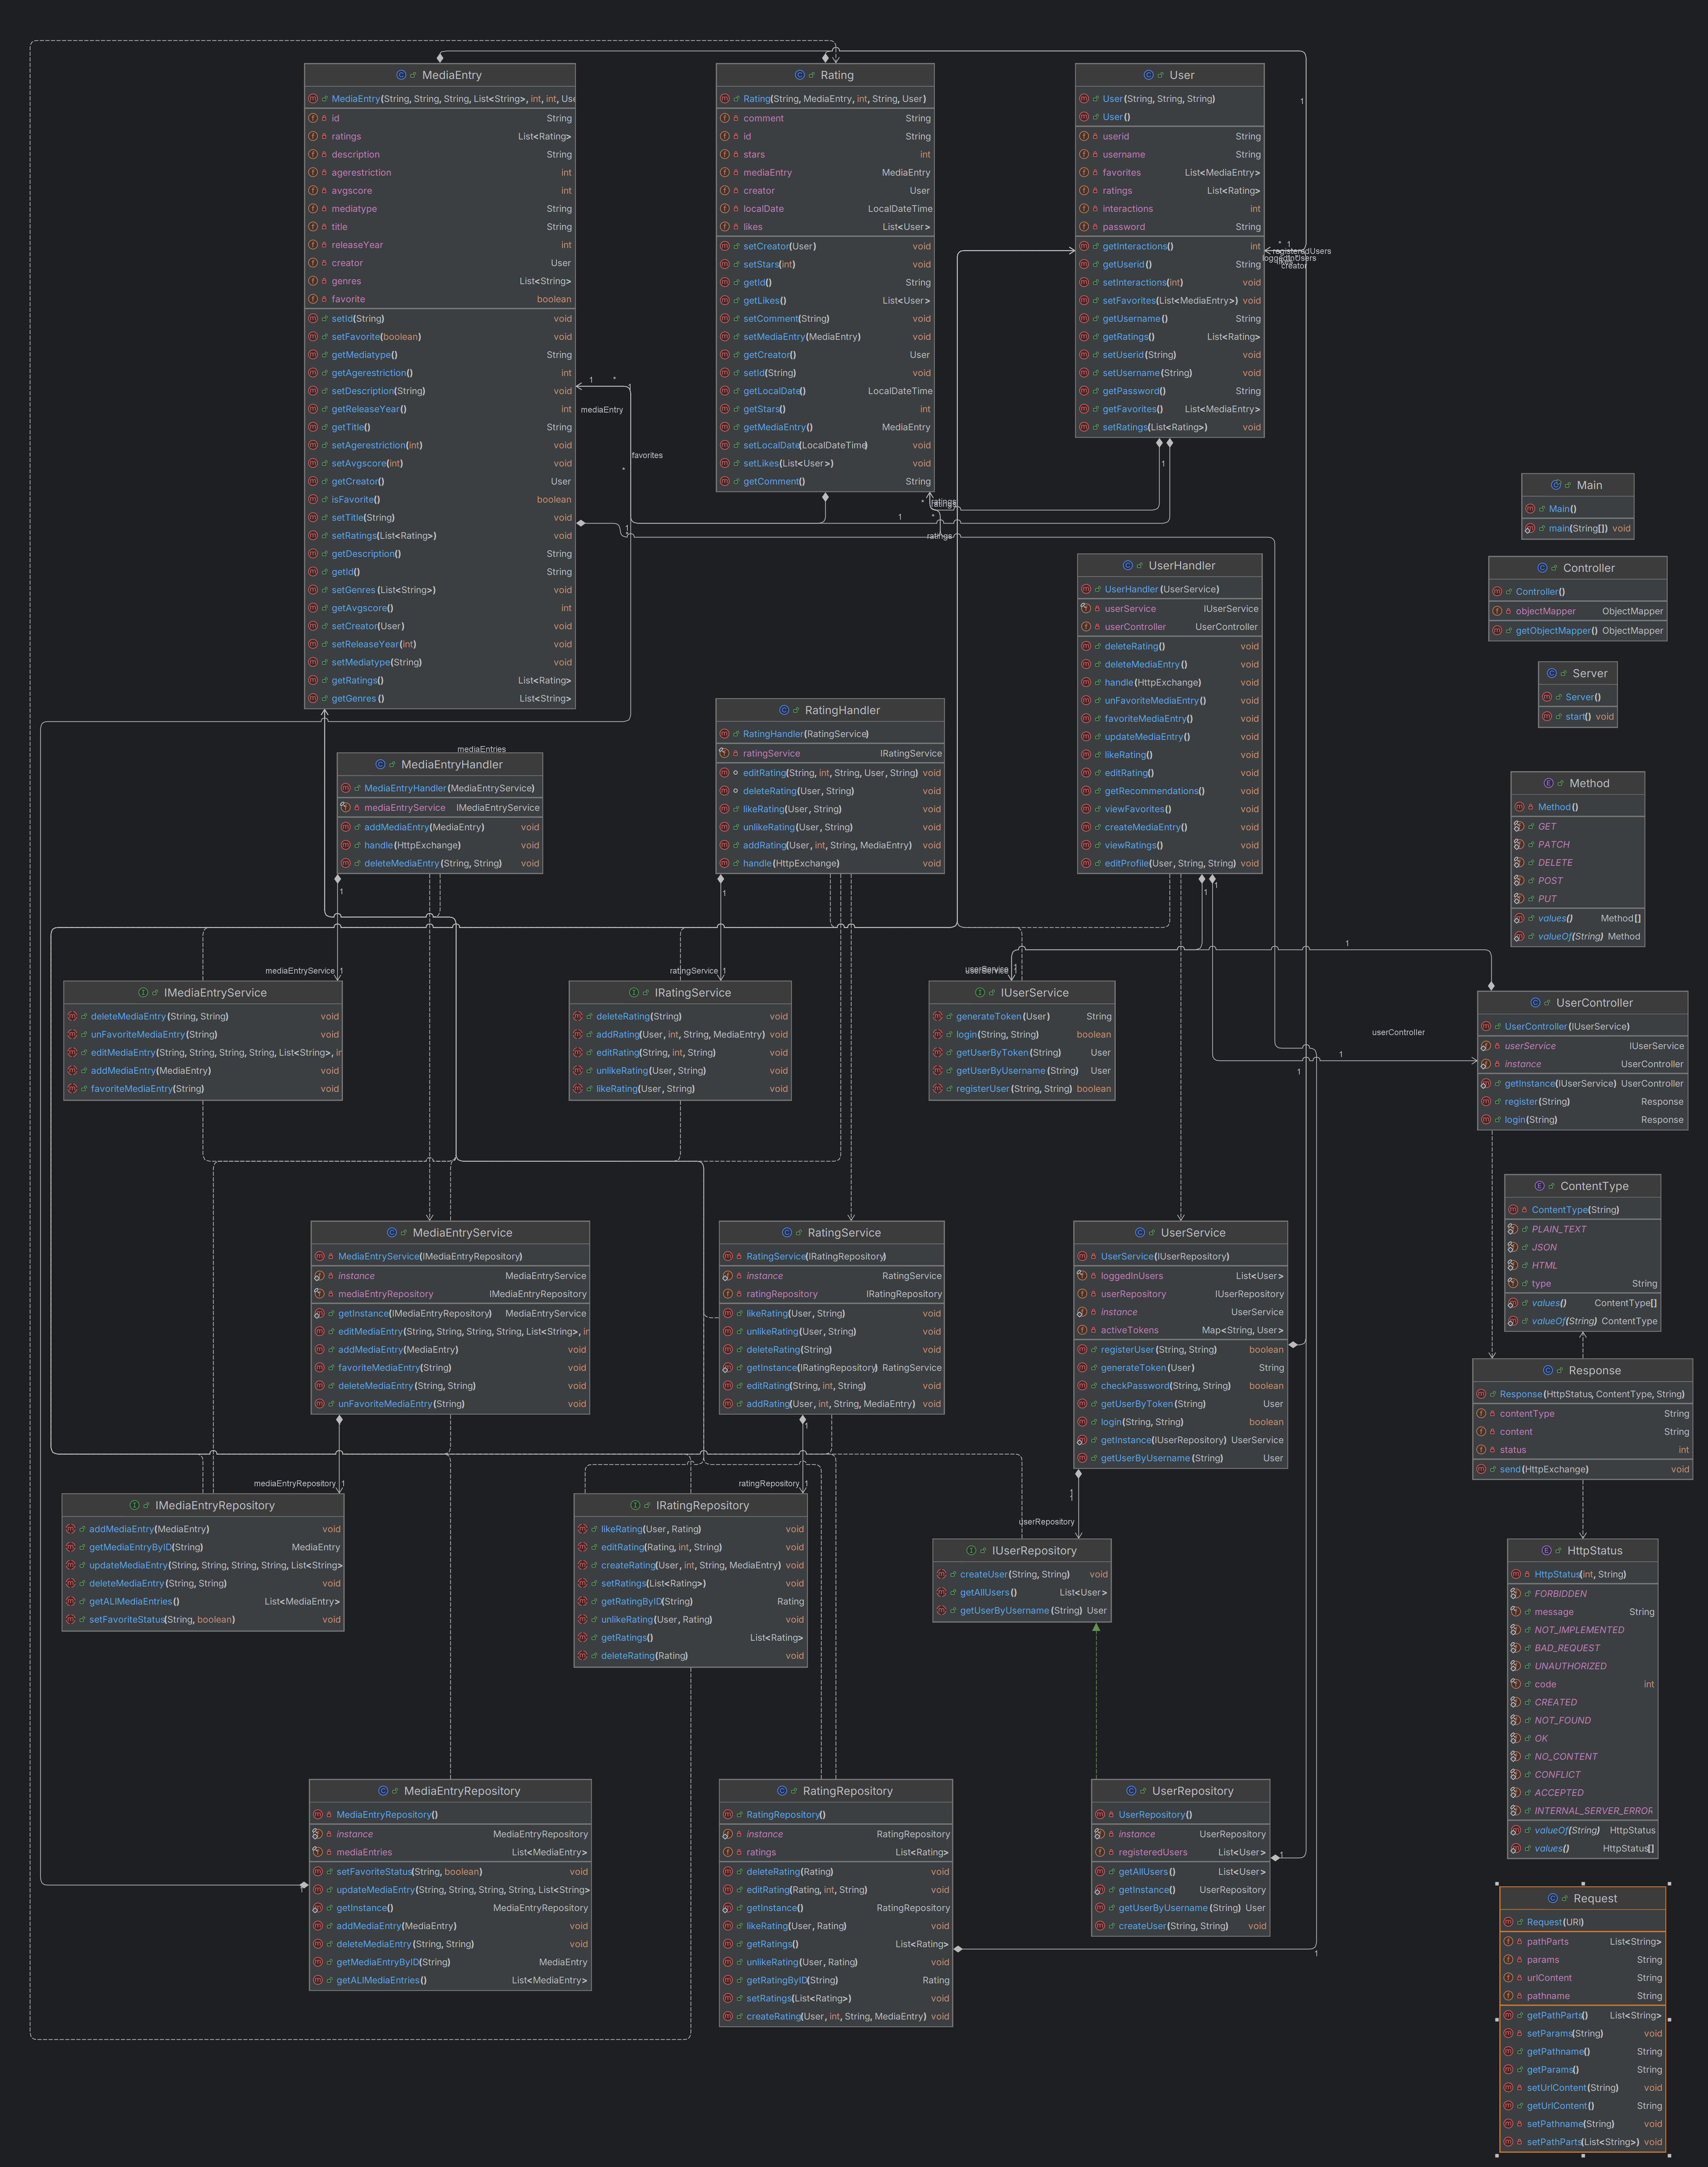 MediaEntry
MediaEntry(String, String, String, List<String>, int, int, Use
id String
ratings List<Rating>
description String
agerestriction int
avgscore int
mediatype String
title String
releaseYear int
creator User
genres List<String>
favorite boolean
setId(String) void
setFavorite(boolean) void
getMediatype() String
getAgerestriction() int
setDescription(String) void
getReleaseYear() int
getTitle() String
setAgerestriction(int) void
setAvgscore(int) void
getCreator() User
isFavorite() boolean
setTitle(String) void
setRatings(List<Rating>) void
getDescription() String
getId() String
setGenres(List<String>) void
getAvgscore() int
setCreator(User) void
setReleaseYear(int) void
setMediatype(String) void
getRatings() List<Rating>
getGenres() List<String>
Rating
Rating(String, MediaEntry, int, String, User)
comment String
id String
stars int
mediaEntry MediaEntry
creator User
localDate LocalDateTime
likes List<User>
setCreator(User) void
setStars(int) void
getId() String
getLikes() List<User>
setComment(String) void
setMediaEntry(MediaEntry) void
getCreator() User
setId(String) void
getLocalDate() LocalDateTime
getStars() int
getMediaEntry() MediaEntry
setLocalDate(LocalDateTime) void
setLikes(List<User>) void
getComment() String
User
User(String, String, String)
User()
userid String
username String
favorites List<MediaEntry>
ratings List<Rating>
interactions int
password String
getInteractions() int
getUserid() String
setInteractions(int) void
setFavorites(List<MediaEntry>) void
getUsername() String
getRatings() List<Rating>
setUserid(String) void
setUsername(String) void
getPassword() String
getFavorites() List<MediaEntry>
setRatings(List<Rating>) void
1
* 1
registeredUsers
loggedInUsers
creator
1 *
mediaEntry
favorites
*
1
1
* ratings
ratings
1 *
ratings
Main
Main()
main(String[]) void
Controller
Controller()
objectMapper ObjectMapper
getObjectMapper() ObjectMapper
Server
Server()
start() void
Method
Method()
GET
PATCH
DELETE
POST
PUT
values() Method[]
valueOf(String) Method
UserHandler
UserHandler(UserService)
userService IUserService
userController UserController
deleteRating() void
deleteMediaEntry() void
handle(HttpExchange) void
unFavoriteMediaEntry() void
favoriteMediaEntry() void
updateMediaEntry() void
likeRating() void
editRating() void
getRecommendations() void
viewFavorites() void
createMediaEntry() void
viewRatings() void
editProfile(User, String, String) void
RatingHandler
RatingHandler(RatingService)
ratingService IRatingService
editRating(String, int, String, User, String) void
deleteRating(User, String) void
likeRating(User, String) void
unlikeRating(User, String) void
addRating(User, int, String, MediaEntry) void
handle(HttpExchange) void
mediaEntries
MediaEntryHandler
MediaEntryHandler(MediaEntryService)
mediaEntryService IMediaEntryService
addMediaEntry(MediaEntry) void
handle(HttpExchange) void
deleteMediaEntry(String, String) void
1
1
1 1
1
mediaEntryService 1
ratingService 1
userService 1
IMediaEntryService
deleteMediaEntry(String, String) void
unFavoriteMediaEntry(String) void
editMediaEntry(String, String, String, String, List<String>, in
addMediaEntry(MediaEntry) void
favoriteMediaEntry(String) void
IRatingService
deleteRating(String) void
addRating(User, int, String, MediaEntry) void
editRating(String, int, String) void
unlikeRating(User, String) void
likeRating(User, String) void
IUserService
generateToken(User) String
login(String, String) boolean
getUserByToken(String) User
getUserByUsername(String) User
registerUser(String, String) boolean
userController
1
1
UserController
UserController(IUserService)
userService IUserService
instance UserController
getInstance(IUserService) UserController
register(String) Response
login(String) Response
ContentType
ContentType(String)
PLAIN_TEXT
JSON
HTML
type String
values() ContentType[]
valueOf(String) ContentType
MediaEntryService
MediaEntryService(IMediaEntryRepository)
instance MediaEntryService
mediaEntryRepository IMediaEntryRepository
getInstance(IMediaEntryRepository) MediaEntryService
editMediaEntry(String, String, String, String, List<String>, in
addMediaEntry(MediaEntry) void
favoriteMediaEntry(String) void
deleteMediaEntry(String, String) void
unFavoriteMediaEntry(String) void
RatingService
RatingService(IRatingRepository)
instance RatingService
ratingRepository IRatingRepository
likeRating(User, String) void
unlikeRating(User, String) void
deleteRating(String) void
getInstance(IRatingRepository) RatingService
editRating(String, int, String) void
addRating(User, int, String, MediaEntry) void
UserService
UserService(IUserRepository)
loggedInUsers List<User>
userRepository IUserRepository
instance UserService
activeTokens Map<String, User>
registerUser(String, String) boolean
generateToken(User) String
checkPassword(String, String) boolean
getUserByToken(String) User
login(String, String) boolean
getInstance(IUserRepository) UserService
getUserByUsername(String) User
Response
Response(HttpStatus, ContentType, String)
contentType String
content String
status int
send(HttpExchange) void
1
mediaEntryRepository 1
ratingRepository 1
1
userRepository
IMediaEntryRepository
addMediaEntry(MediaEntry) void
getMediaEntryByID(String) MediaEntry
updateMediaEntry(String, String, String, String, List<String>
deleteMediaEntry(String, String) void
getALlMediaEntries() List<MediaEntry>
setFavoriteStatus(String, boolean) void
IRatingRepository
likeRating(User, Rating) void
editRating(Rating, int, String) void
createRating(User, int, String, MediaEntry) void
setRatings(List<Rating>) void
getRatingByID(String) Rating
unlikeRating(User, Rating) void
getRatings() List<Rating>
deleteRating(Rating) void
IUserRepository
createUser(String, String) void
getAllUsers() List<User>
getUserByUsername(String) User
HttpStatus
HttpStatus(int, String)
FORBIDDEN
message String
NOT_IMPLEMENTED
BAD_REQUEST
UNAUTHORIZED
code int
CREATED
NOT_FOUND
OK
NO_CONTENT
CONFLICT
ACCEPTED
INTERNAL_SERVER_ERROR
valueOf(String) HttpStatus
values() HttpStatus[]
MediaEntryRepository
MediaEntryRepository()
instance MediaEntryRepository
mediaEntries List<MediaEntry>
setFavoriteStatus(String, boolean) void
updateMediaEntry(String, String, String, String, List<String>
getInstance() MediaEntryRepository
addMediaEntry(MediaEntry) void
deleteMediaEntry(String, String) void
getMediaEntryByID(String) MediaEntry
getALlMediaEntries() List<MediaEntry>
1
RatingRepository
RatingRepository()
instance RatingRepository
ratings List<Rating>
deleteRating(Rating) void
editRating(Rating, int, String) void
getInstance() RatingRepository
likeRating(User, Rating) void
getRatings() List<Rating>
unlikeRating(User, Rating) void
getRatingByID(String) Rating
setRatings(List<Rating>) void
createRating(User, int, String, MediaEntry) void
1
UserRepository
UserRepository()
instance UserRepository
registeredUsers List<User>
getAllUsers() List<User>
getInstance() UserRepository
getUserByUsername(String) User
createUser(String, String) void
1
Request
Request(URI)
pathParts List<String>
params String
urlContent String
pathname String
getPathParts() List<String>
setParams(String) void
getPathname() String
getParams() String
setUrlContent(String) void
getUrlContent() String
setPathname(String) void
setPathParts(List<String>) void